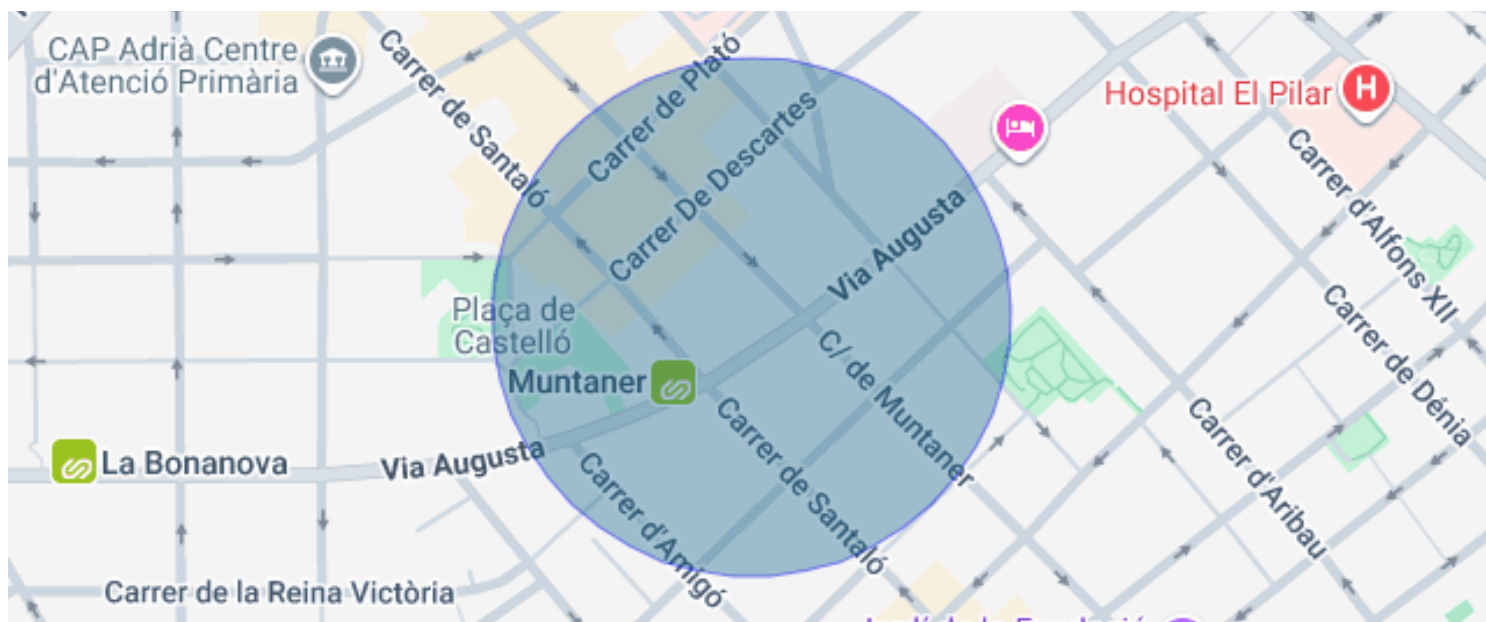 CAP Adrià Centre
d'Atenció Primària
Carrer de Santaló
Carrer de Plató
Carrer De Descartes
Hospital El Pilar
H
Carrer d'Alfons XII
Via Augusta
Plaça de
Castelló
Muntaner
C/ de Muntaner
Carrer de Dénia
La Bonanova
Via Augusta
Carrer de Santaló
Carrer d'Aribau
Carrer d'Amigó
Carrer de la Reina Victòria